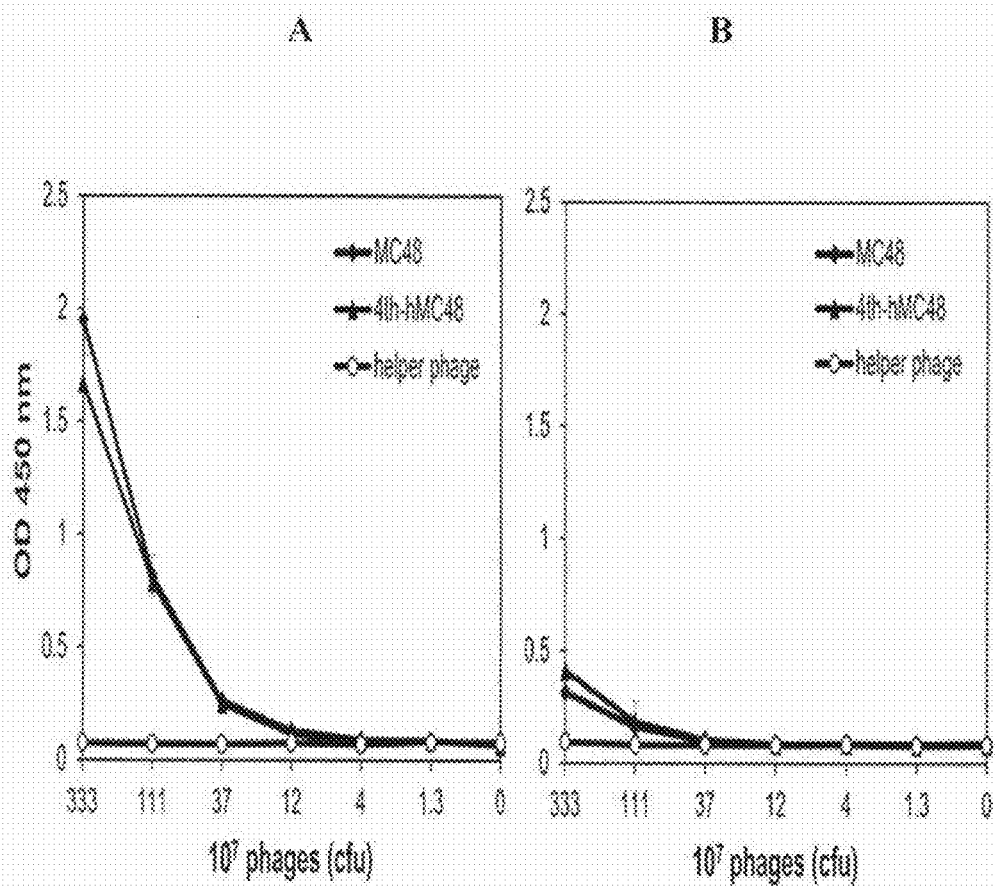 A
B
2.5
2
1.5
1
0.5
0
OD 450 nm
MC48
4th-hMC48
helper phage
333 111 37 12 4 1.3 0
10⁷ phages (cfu)
2.5
2
1.5
1
0.5
0
MC48
4th-hMC48
helper phage
333 111 37 12 4 1.3 0
10⁷ phages (cfu)